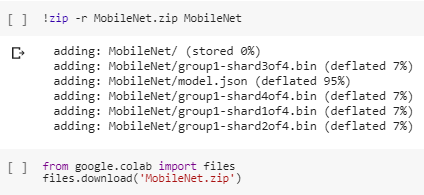 [ ] !zip -r MobileNet.zip MobileNet
adding: MobileNet/ (stored 0%)
adding: MobileNet/group1-shard3of4.bin (deflated 7%)
adding: MobileNet/model.json (deflated 95%)
adding: MobileNet/group1-shard4of4.bin (deflated 7%)
adding: MobileNet/group1-shard1of4.bin (deflated 7%)
adding: MobileNet/group1-shard2of4.bin (deflated 7%)
[ ] from google.colab import files
files.download('MobileNet.zip')